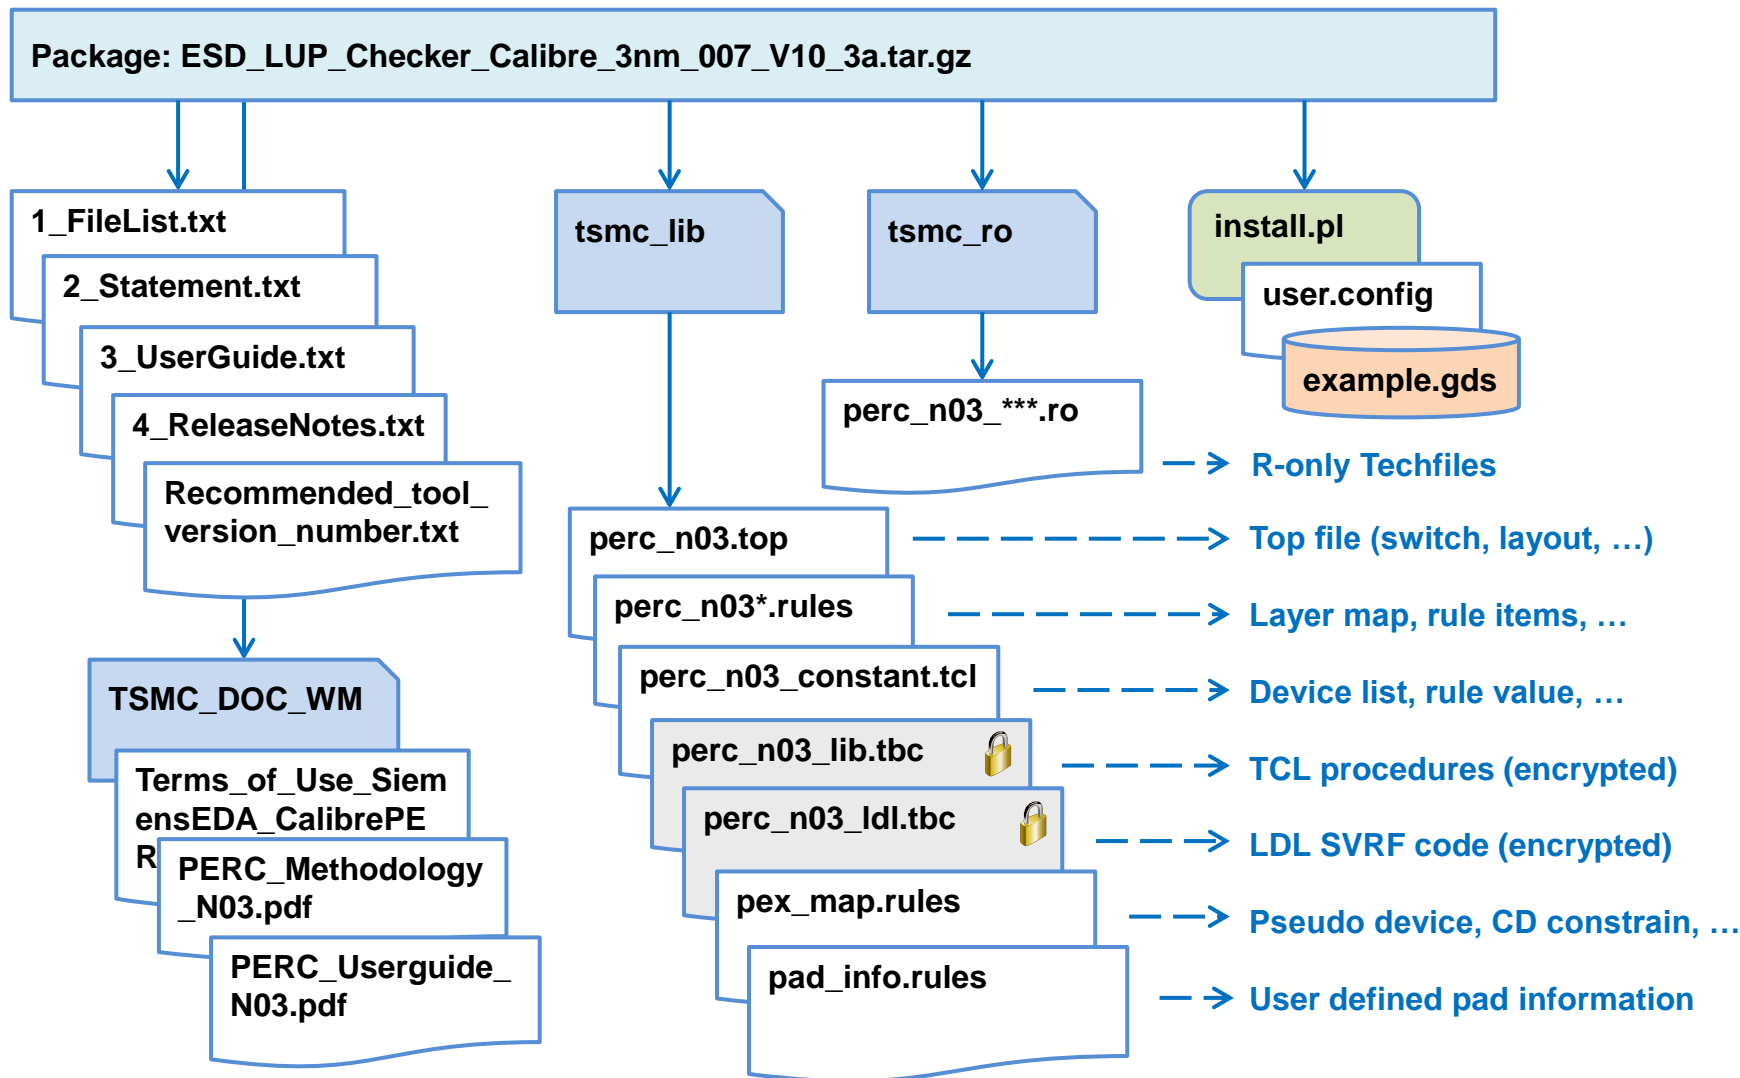 Package: ESD_LUP_Checker_Calibre_3nm_007_V10_3a.tar.gz
1_FileList.txt
2_Statement.txt
3_UserGuide.txt
4_ReleaseNotes.txt
Recommended_tool_
version_number.txt
TSMC_DOC_WM
Terms_of_Use_Siem
ensEDA_CalibrePE
R
PERC_Methodology
_N03.pdf
PERC_Userguide_
N03.pdf
tsmc_lib
perc_n03.top
perc_n03*.rules
perc_n03_constant.tcl
perc_n03_lib.tbc
perc_n03_ldl.tbc
pex_map.rules
pad_info.rules
tsmc_ro
perc_n03_***.ro
install.pl
user.config
example.gds
R-only Techfiles
Top file (switch, layout, …)
Layer map, rule items, …
Device list, rule value, …
TCL procedures (encrypted)
LDL SVRF code (encrypted)
Pseudo device, CD constrain, …
User defined pad information